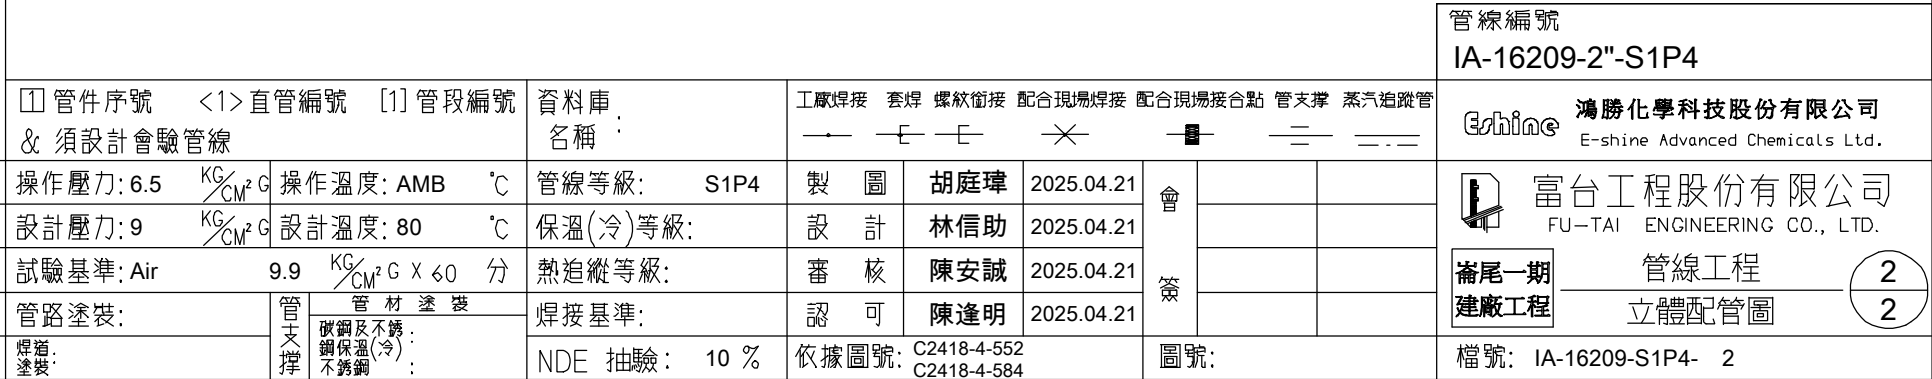 管線編號
IA-16209-2"-S1P4
1 管件序號 <1>直管編號 [1]管段編號
& 須設計會驗管線
資料庫名稱:
工廠焊接 套焊 螺紋銜接 配合現場焊接 配合現場接合點 管支撐 蒸汽追蹤管
Eshine 鴻勝化學科技股份有限公司
E-shine Advanced Chemicals Ltd.
操作壓力: 6.5 KG/CM² G 操作溫度: AMB °C 管線等級: S1P4 製圖 胡庭瑋 2025.04.21 會簽
富台工程股份有限公司
FU-TAI ENGINEERING CO., LTD.
設計壓力: 9 KG/CM² G 設計溫度: 80 °C 保溫(冷)等級: 設計 林信助 2025.04.21
試驗基準: Air 9.9 KG/CM² G X 60 分 熱追縱等級: 審核 陳安誠 2025.04.21
崙尾一期
建廠工程
管線工程
立體配管圖
2
2
管路塗裝: 管支撐 管材塗裝 焊接基準: 認可 陳逢明 2025.04.21
碳鋼及不銹:
鋼保溫(冷)
不銹鋼:
焊道:
塗裝:
NDE 抽驗: 10 %
依據圖號: C2418-4-552
C2418-4-584
圖號:
檔號: IA-16209-S1P4- 2